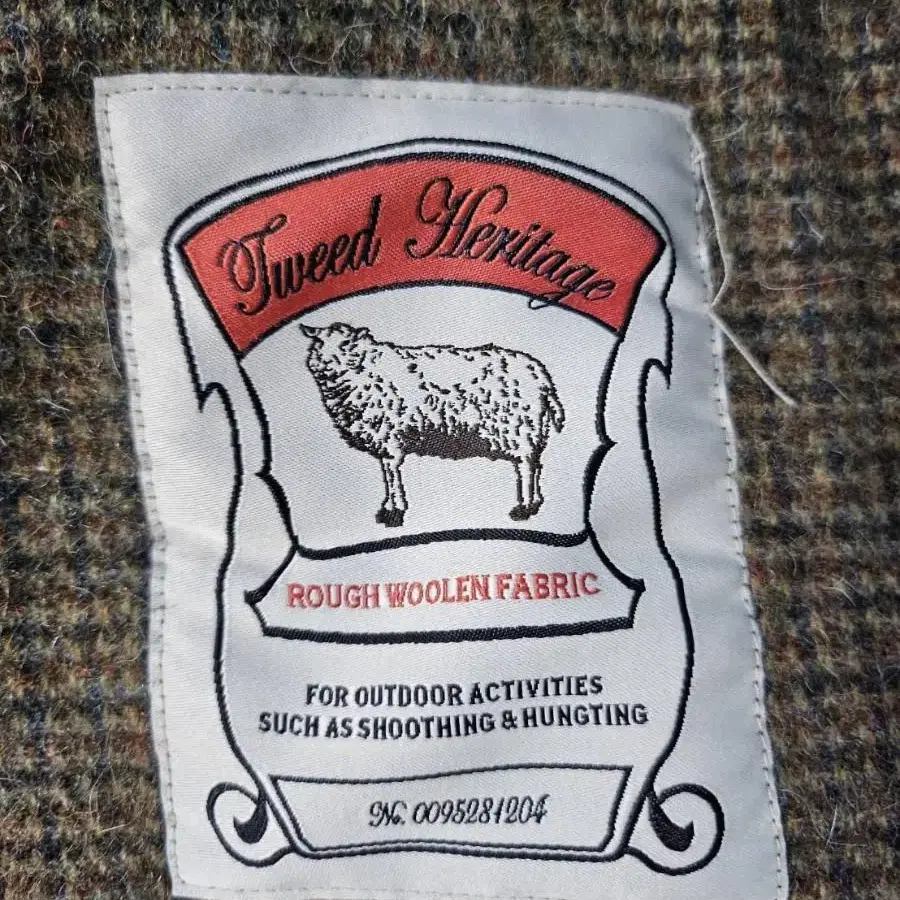 Tweed Heritage
ROUGH WOOLEN FABRIC
FOR OUTDOOR ACTIVITIES
SUCH AS SHOOTHING & HUNGTING
No. 0095281204